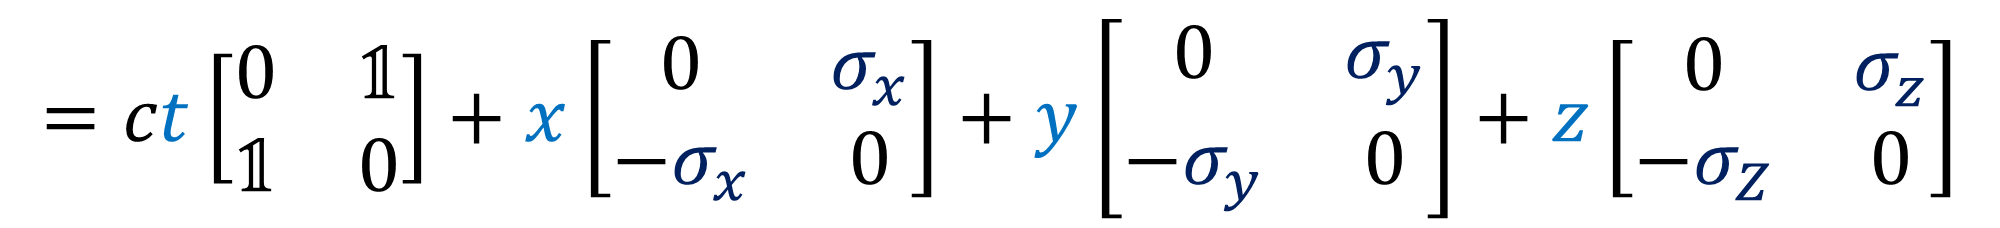 = ct [0 𝟙; 𝟙 0] + x [0 σ_x; −σ_x 0] + y [0 σ_y; −σ_y 0] + z [0 σ_z; −σ_Z 0]